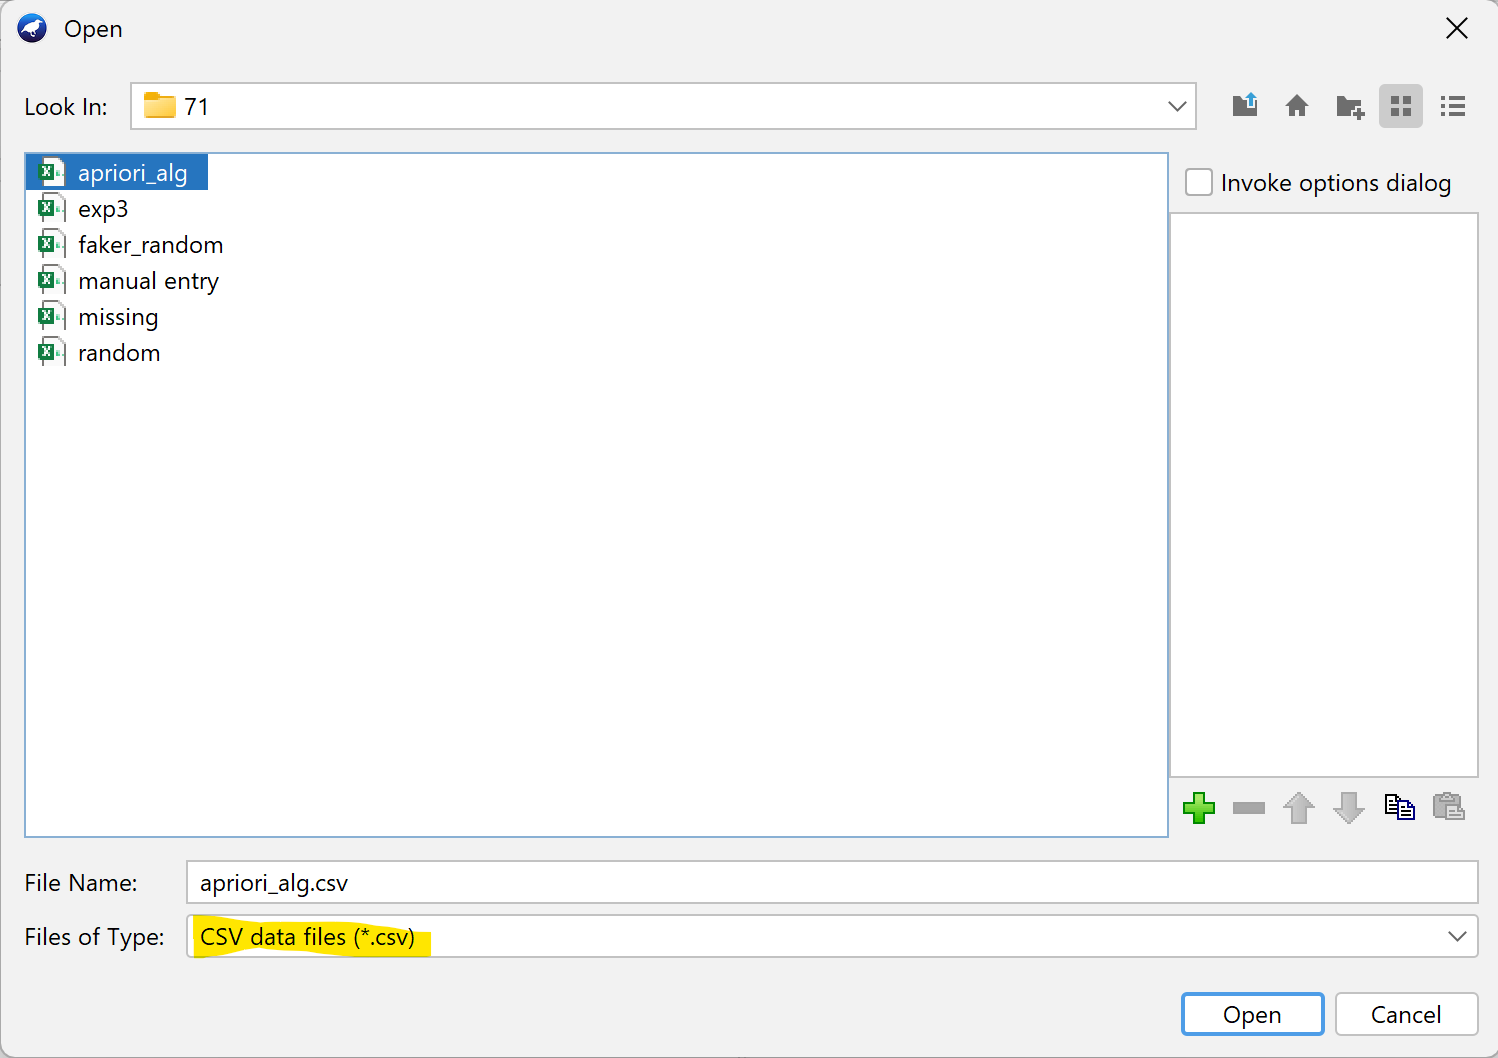 Open
Look In: 71
apriori_alg
exp3
faker_random
manual entry
missing
random
Invoke options dialog
File Name: apriori_alg.csv
Files of Type: CSV data files (*.csv)
Open Cancel